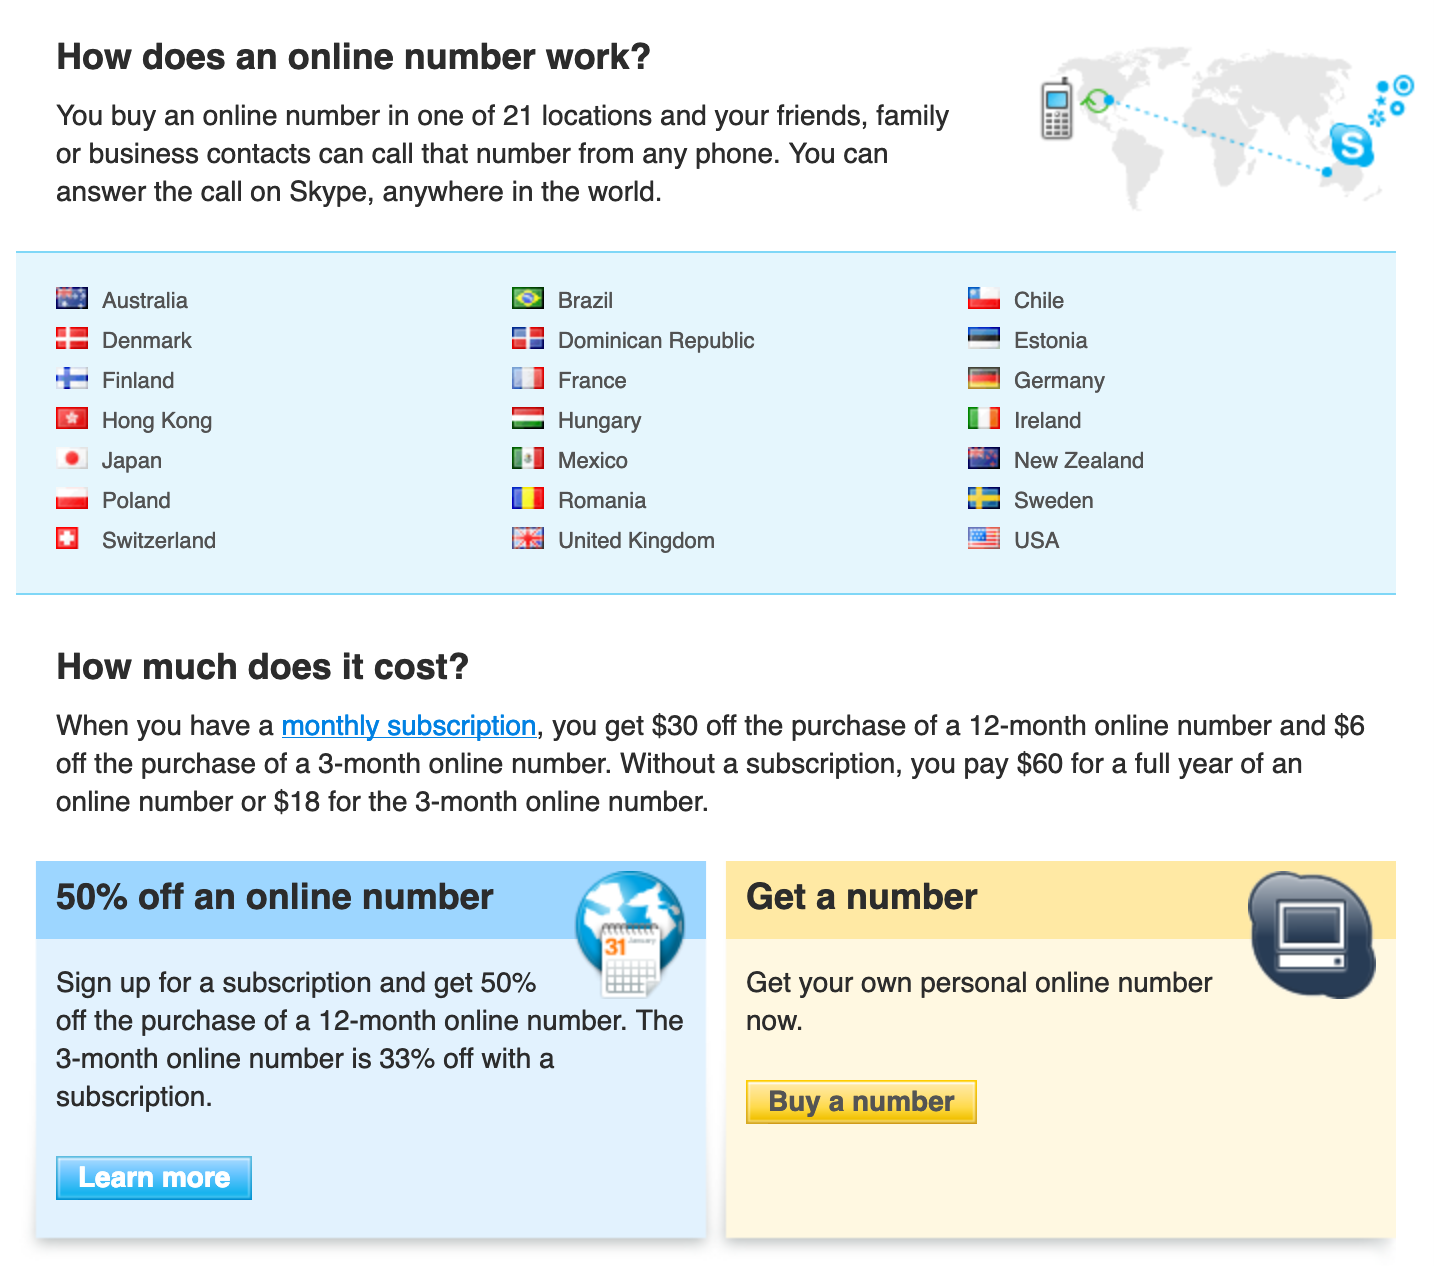 How does an online number work?
You buy an online number in one of 21 locations and your friends, family
or business contacts can call that number from any phone. You can
answer the call on Skype, anywhere in the world.
S
Australia
Brazil
Chile
Denmark
Dominican Republic
Estonia
Finland
France
Germany
Hong Kong
Hungary
Ireland
Japan
Mexico
New Zealand
Poland
Romania
Sweden
Switzerland
United Kingdom
USA
How much does it cost?
When you have a monthly subscription, you get $30 off the purchase of a 12-month online number and $6
off the purchase of a 3-month online number. Without a subscription, you pay $60 for a full year of an
online number or $18 for the 3-month online number.
50% off an online number
31 January
Sign up for a subscription and get 50%
off the purchase of a 12-month online number. The
3-month online number is 33% off with a
subscription.
Learn more
Get a number
Get your own personal online number
now.
Buy a number